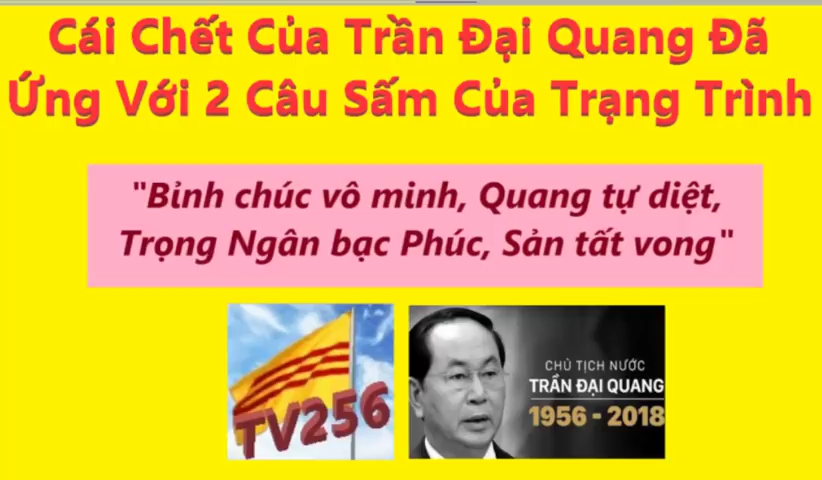 Cái Chết Của Trần Đại Quang Đã
Ứng Với 2 Câu Sấm Của Trạng Trình
"Bỉnh chúc vô minh, Quang tự diệt,
Trọng Ngân bạc Phúc, Sản tất vong"
TV256
CHỦ TỊCH NƯỚC
TRẦN ĐẠI QUANG
1956 - 2018